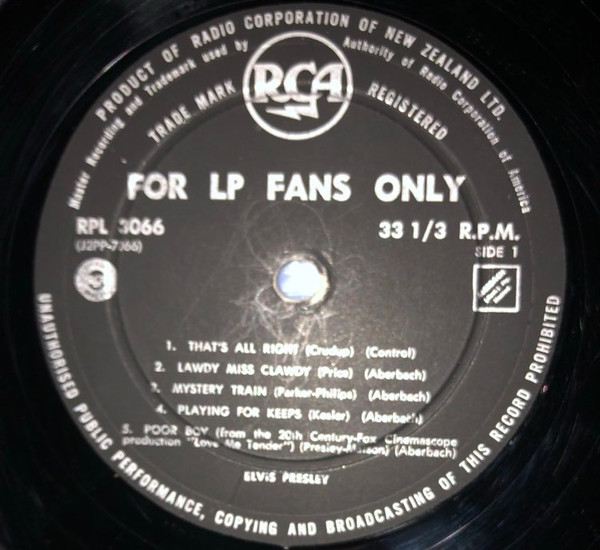 PRODUCT OF RADIO CORPORATION OF NEW ZEALAND LTD.
Master Recording and Trademark used by Authority of Radio Corporation of America
RCA
TRADE MARK REGISTERED
FOR LP FANS ONLY
RPL 3066 33 1/3 R.P.M.
(J2PP-7366) SIDE 1
1. THAT'S ALL RIGHT (Crudup) (Control)
2. LAWDY MISS CLAWDY (Price) (Aberbach)
3. MYSTERY TRAIN (Parker-Philips) (Aberbach)
4. PLAYING FOR KEEPS (Kesler) (Aberbach)
5. POOR BOY (from the 20th Century-Fox Cinemascope
production "Love Me Tender") (Presley-Matson) (Aberbach)
ELVIS PRESLEY
UNAUTHORISED PUBLIC PERFORMANCE, COPYING AND BROADCASTING OF THIS RECORD PROHIBITED